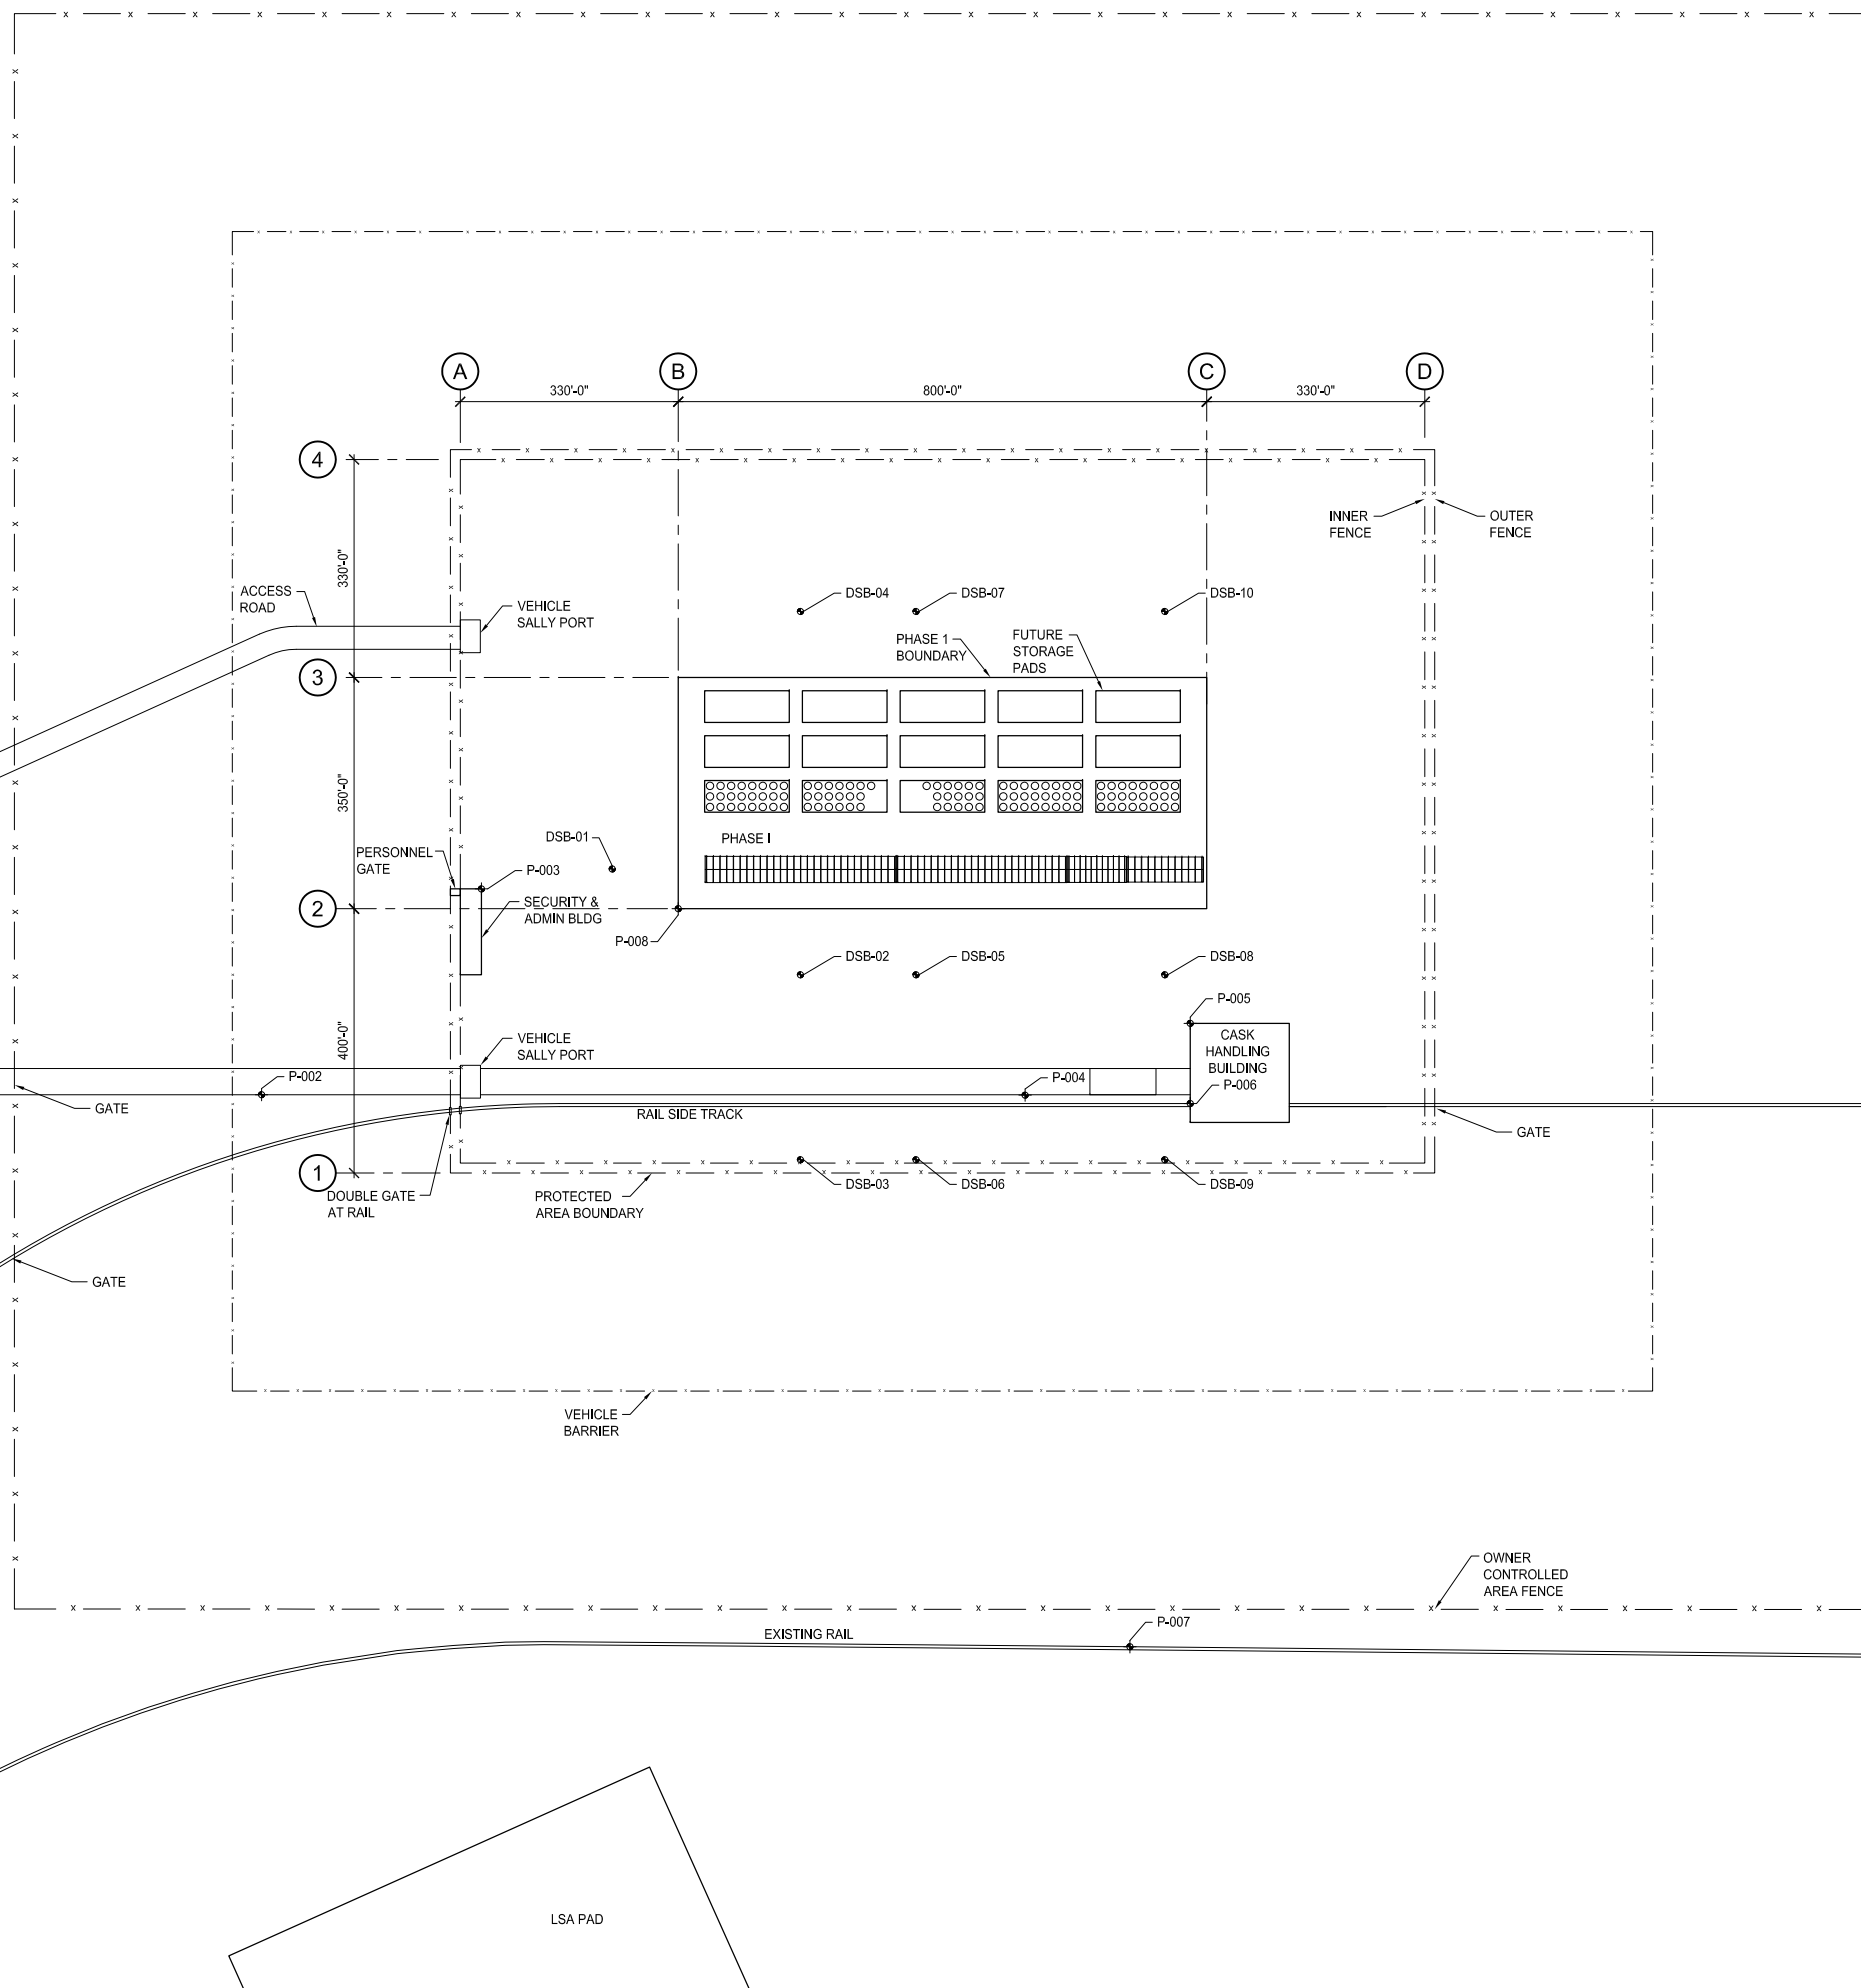 A
B
C
D
330'-0"
800'-0"
330'-0"
4
INNER
FENCE
OUTER
FENCE
330'-0"
ACCESS
ROAD
VEHICLE
SALLY PORT
DSB-04
DSB-07
DSB-10
PHASE 1
BOUNDARY
FUTURE
STORAGE
PADS
3
350'-0"
PHASE I
DSB-01
PERSONNEL
GATE
P-003
SECURITY &
ADMIN BLDG
2
P-008
DSB-02
DSB-05
DSB-08
P-005
400'-0"
VEHICLE
SALLY PORT
CASK
HANDLING
BUILDING
P-006
P-002
P-004
GATE
RAIL SIDE TRACK
GATE
1
DOUBLE GATE
AT RAIL
PROTECTED
AREA BOUNDARY
DSB-03
DSB-06
DSB-09
GATE
VEHICLE
BARRIER
OWNER
CONTROLLED
AREA FENCE
EXISTING RAIL
P-007
LSA PAD